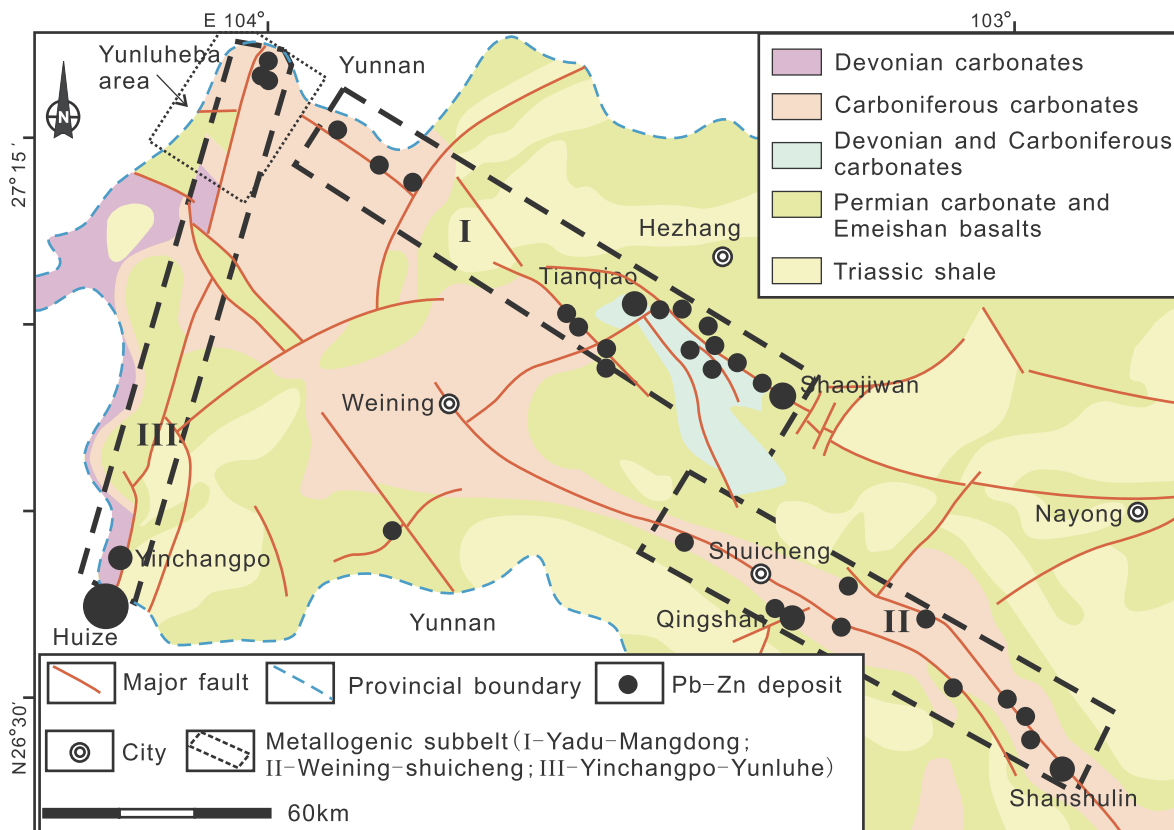 E 104°
103°
Yunluheba
area
Yunnan
Devonian carbonates
Carboniferous carbonates
Devonian and Carboniferous
carbonates
Permian carbonate and
Emeishan basalts
Triassic shale
N
27°15′
I
Hezhang
Tianqiao
Shaojiwan
Weining
III
Nayong
Shuicheng
Yinchangpo
Qingshan
II
Huize
Yunnan
N26°30′
Major fault
Provincial boundary
Pb-Zn deposit
City
Metallogenic subbelt(I-Yadu-Mangdong;
II-Weining-shuicheng;III-Yinchangpo-Yunluhe)
Shanshulin
60km